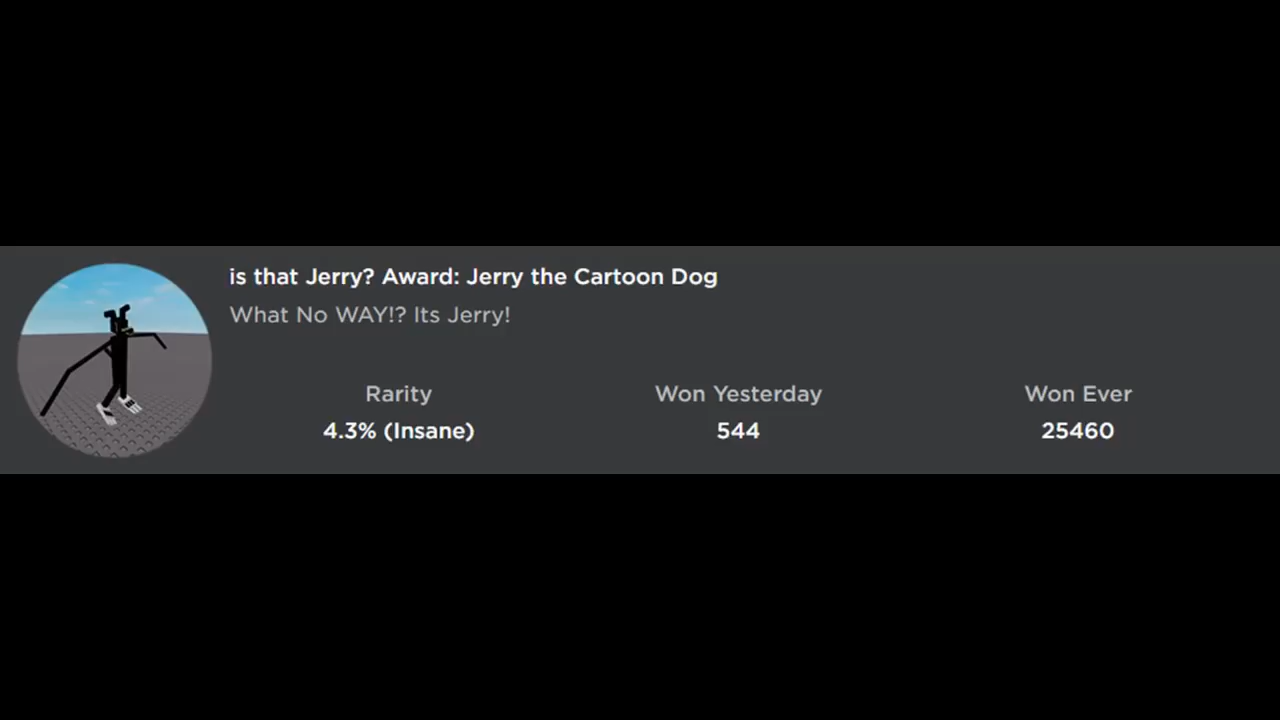 is that Jerry? Award: Jerry the Cartoon Dog
What No WAY!? Its Jerry!
Rarity Won Yesterday Won Ever
4.3% (Insane) 544 25460